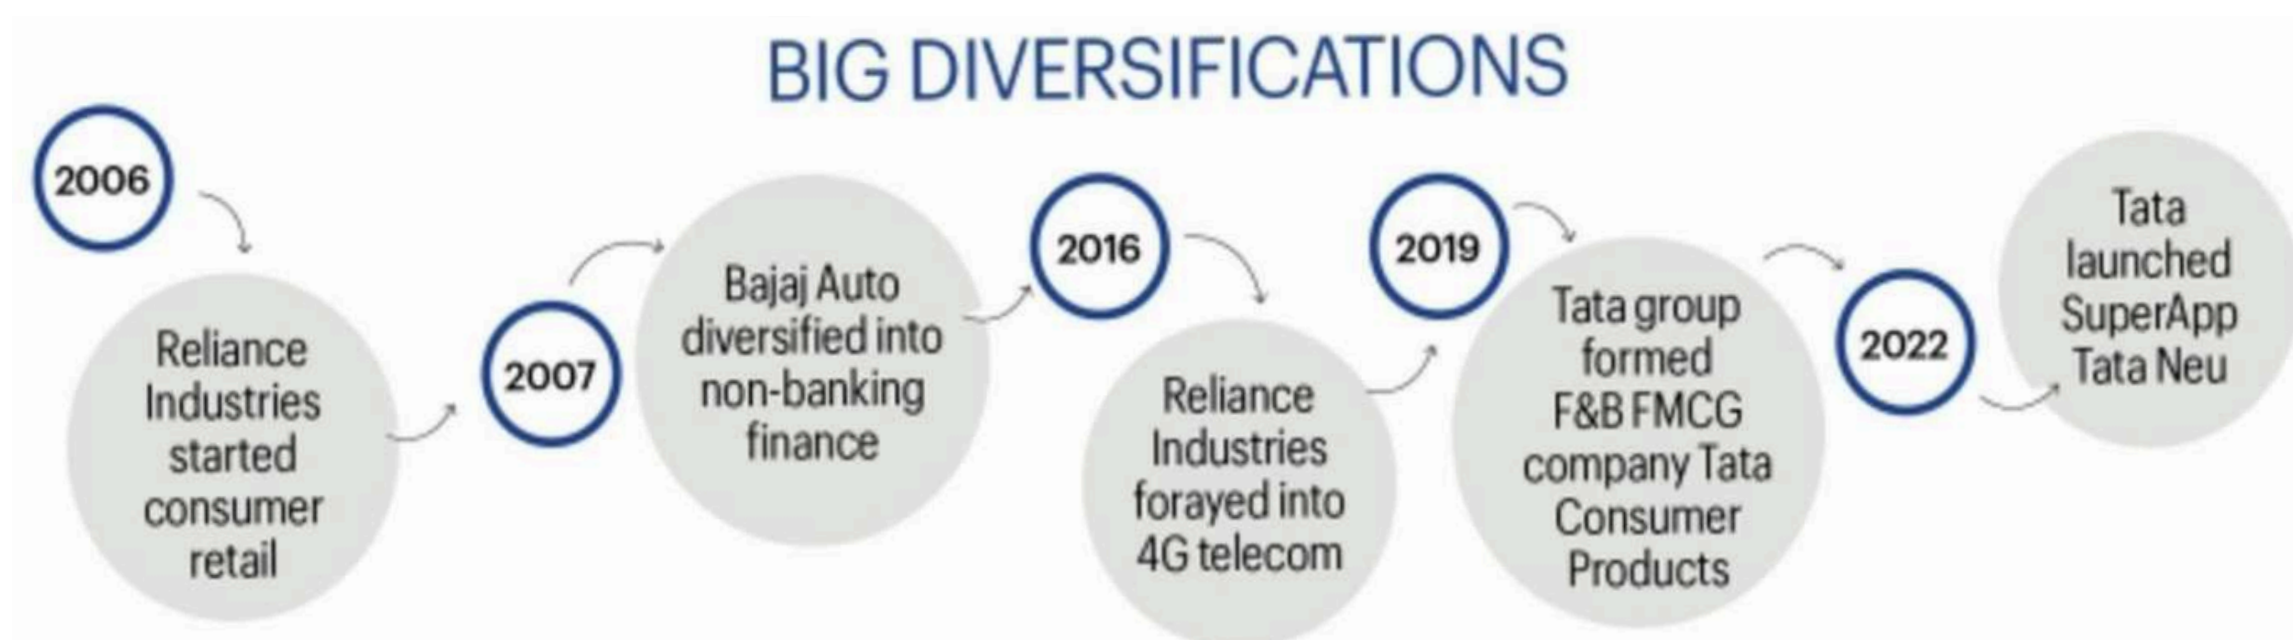 BIG DIVERSIFICATIONS
2006
Reliance
Industries
started
consumer
retail
2007
Bajaj Auto
diversified into
non-banking
finance
2016
Reliance
Industries
forayed into
4G telecom
2019
Tata group
formed
F&B FMCG
company Tata
Consumer
Products
2022
Tata
launched
SuperApp
Tata Neu